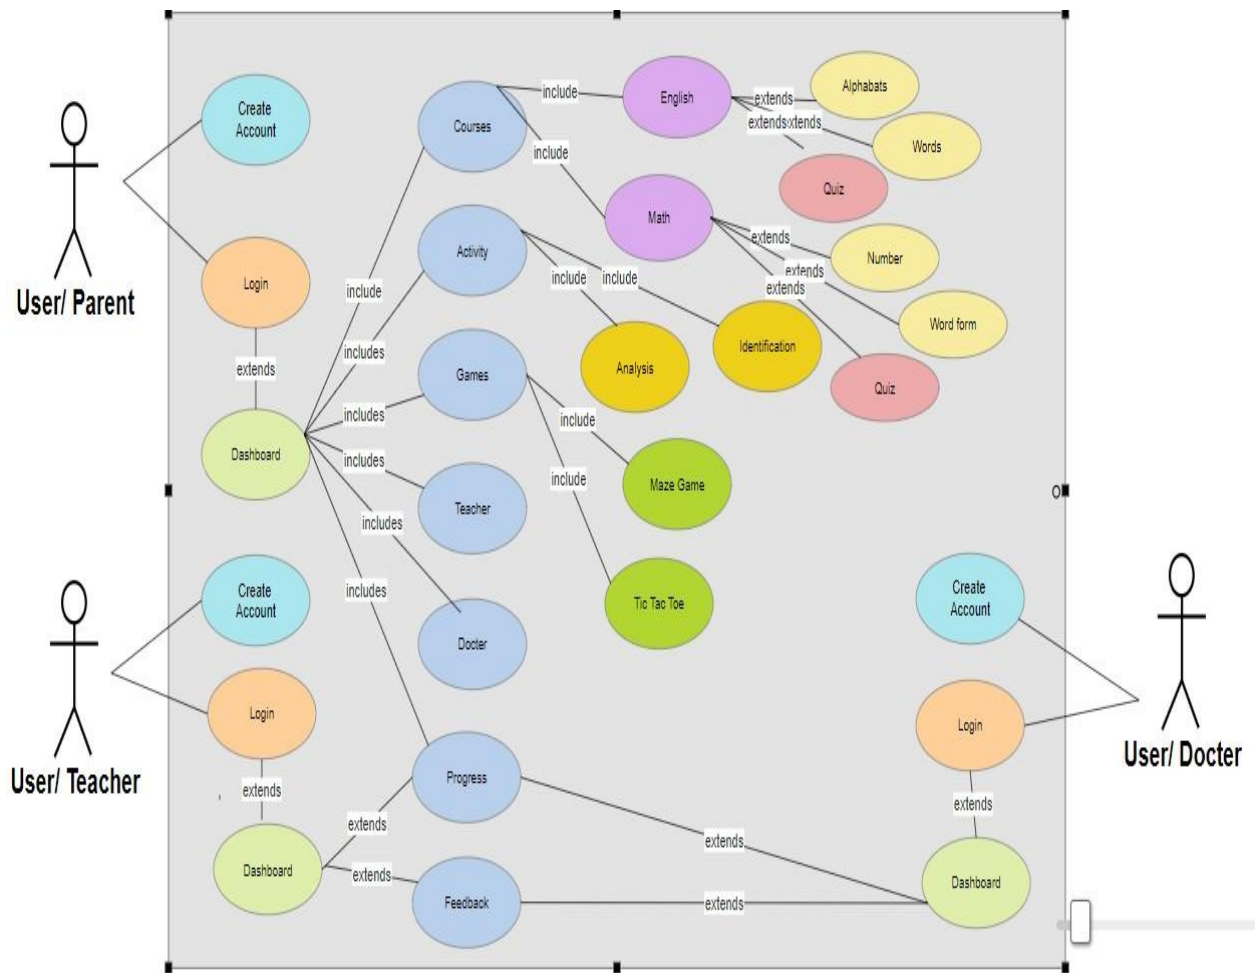 Create
Account
User/ Parent
Login
extends
Dashboard
Create
Account
User/ Teacher
Login
extends
Dashboard
include
includes
includes
includes
includes
includes
extends
extends
Courses
Activity
Games
Teacher
Docter
Progress
Feedback
include
include
include
include
include
include
English
Math
Analysis
Identification
Maze Game
Tic Tac Toe
extends
extends
xtends
extends
extends
extends
Alphabats
Words
Quiz
Number
Word form
Quiz
extends
extends
Create
Account
Login
extends
Dashboard
User/ Docter